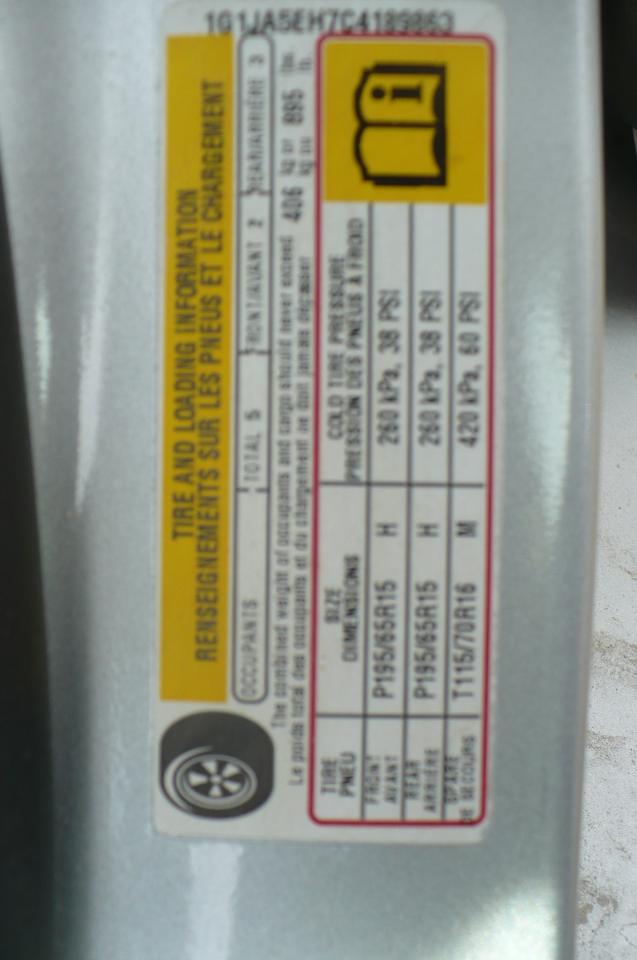 1G1JA5EH7C4189863
TIRE AND LOADING INFORMATION
RENSEIGNEMENTS SUR LES PNEUS ET LE CHARGEMENT
OCCUPANTS TOTAL 5 FRONT/AVANT 2 REAR/ARRIÈRE 3
The combined weight of occupants and cargo should never exceed 406 kg or 895 lbs.
Le poids total des occupants et du chargement ne doit jamais dépasser kg ou lb.
TIRE SIZE COLD TIRE PRESSURE
PNEU DIMENSIONS PRESSION DES PNEUS À FROID
FRONT
AVANT P195/65R15 H 260 kPa, 38 PSI
REAR
ARRIÈRE P195/65R15 H 260 kPa, 38 PSI
SPARE
DE SECOURS T115/70R16 M 420 kPa, 60 PSI